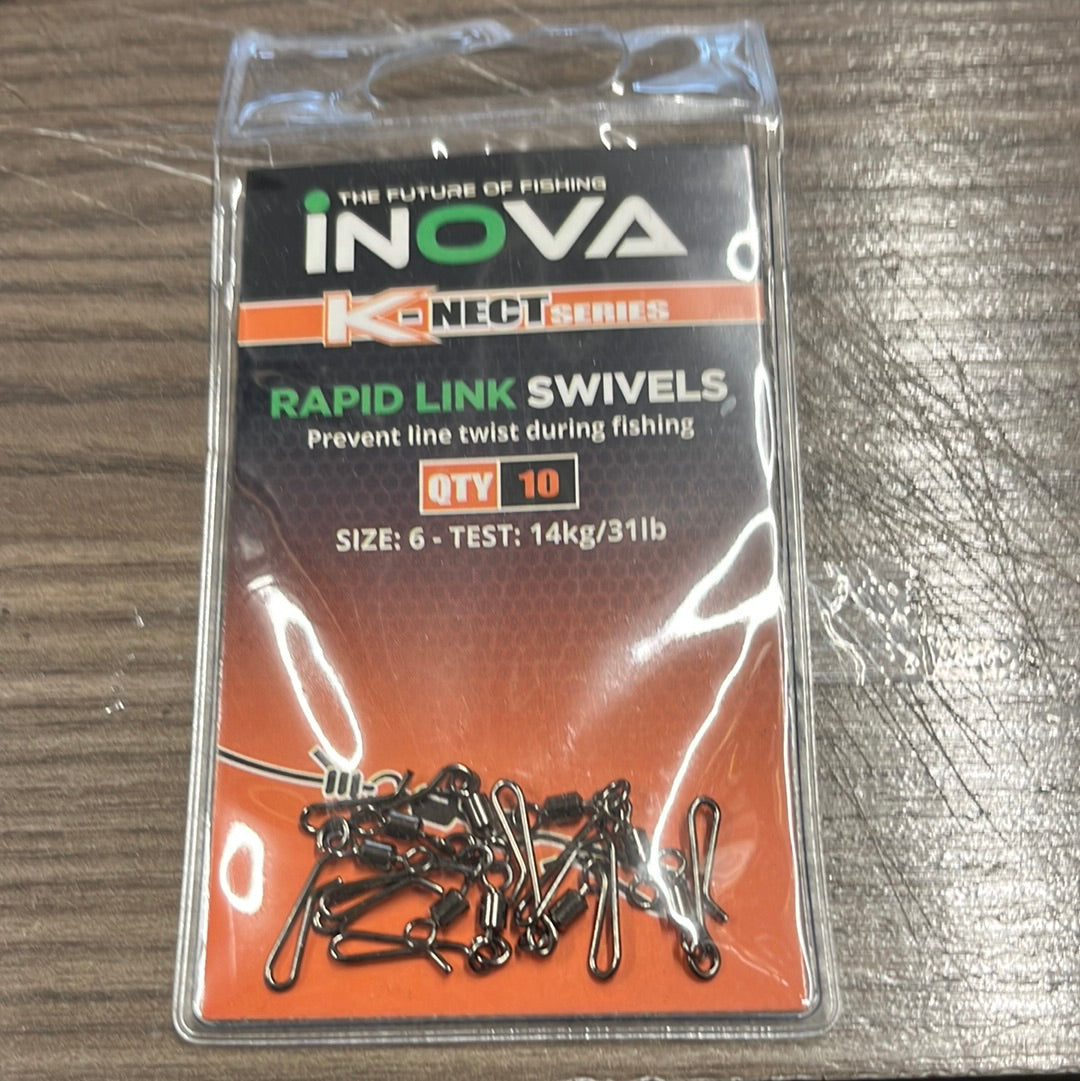 THE FUTURE OF FISHING
iNOVA
K-NECT SERIES
RAPID LINK SWIVELS
Prevent line twist during fishing
QTY 10
SIZE: 6 - TEST: 14kg/31lb